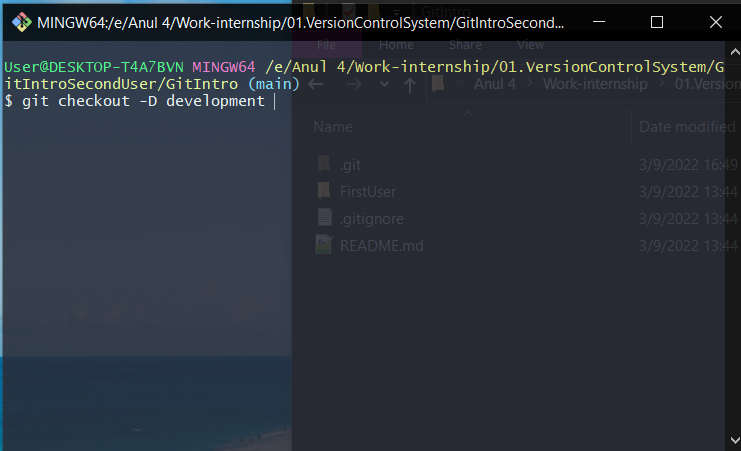 MINGW64:/e/Anul 4/Work-internship/01.VersionControlSystem/GitIntroSecond...
GitIntro
File Home Share View
User@DESKTOP-T4A7BVN MINGW64 /e/Anul 4/Work-internship/01.VersionControlSystem/G
itIntroSecondUser/GitIntro (main)
Anul 4 Work-internship 01.Version
$ git checkout -D development
Name Date modified
.git 3/9/2022 16:49
FirstUser 3/9/2022 13:44
.gitignore 3/9/2022 13:44
README.md 3/9/2022 13:44